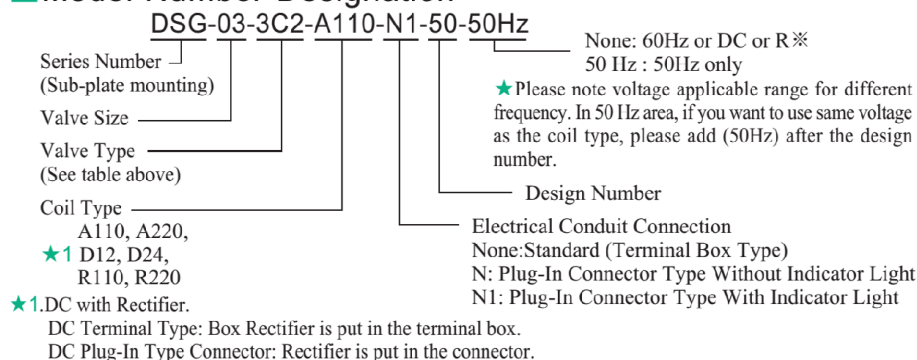 ■Model Number Designation
DSG-03-3C2-A110-N1-50-50Hz
Series Number
(Sub-plate mounting)
Valve Size
Valve Type
(See table above)
Coil Type
A110, A220,
★1 D12, D24,
R110, R220
None: 60Hz or DC or R※
50 Hz : 50Hz only
★Please note voltage applicable range for different
frequency. In 50 Hz area, if you want to use same voltage
as the coil type, please add (50Hz) after the design
number.
Design Number
Electrical Conduit Connection
None:Standard (Terminal Box Type)
N: Plug-In Connector Type Without Indicator Light
N1: Plug-In Connector Type With Indicator Light
★1.DC with Rectifier.
DC Terminal Type: Box Rectifier is put in the terminal box.
DC Plug-In Type Connector: Rectifier is put in the connector.